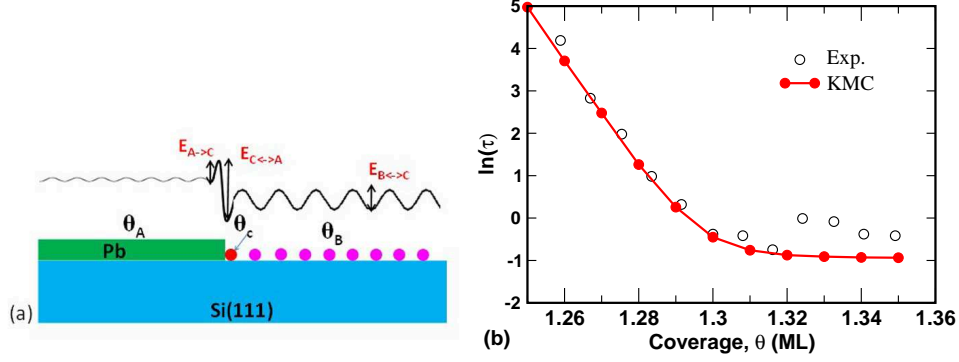 E_A->C
E_C<->A
E_B<->C
θ_A
θ_c
θ_B
Pb
Si(111)
(a)
5
4
3
2
1
0
-1
-2
ln(τ)
Exp.
KMC
1.26 1.28 1.3 1.32 1.34 1.36
(b) Coverage, θ (ML)